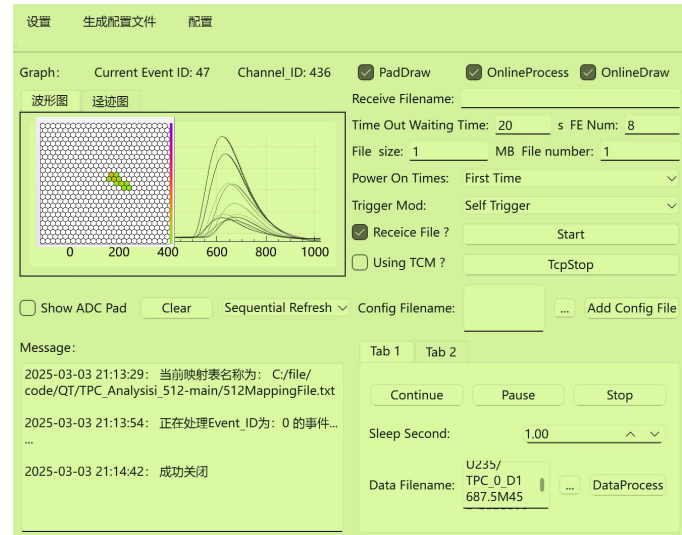 设置 生成配置文件 配置
Graph: Current Event ID: 47 Channel_ID: 436
PadDraw OnlineProcess OnlineDraw
波形图 迳迹图
Receive Filename:
Time Out Waiting Time: 20 s FE Num: 8
File size: 1 MB File number: 1
Power On Times: First Time
Trigger Mod: Self Trigger
Receice File ? Start
0 200 400 600 800 1000
Using TCM ? TcpStop
Show ADC Pad Clear Sequential Refresh
Config Filename: ... Add Config File
Message:
2025-03-03 21:13:29: 当前映射表名称为: C:/file/
code/QT/TPC_Analysisi_512-main/512MappingFile.txt
2025-03-03 21:13:54: 正在处理Event_ID为: 0 的事件...
...
2025-03-03 21:14:42: 成功关闭
Tab 1 Tab 2
Continue Pause Stop
Sleep Second: 1.00
Data Filename: U235/
TPC_0_D1
687.5M45
... DataProcess